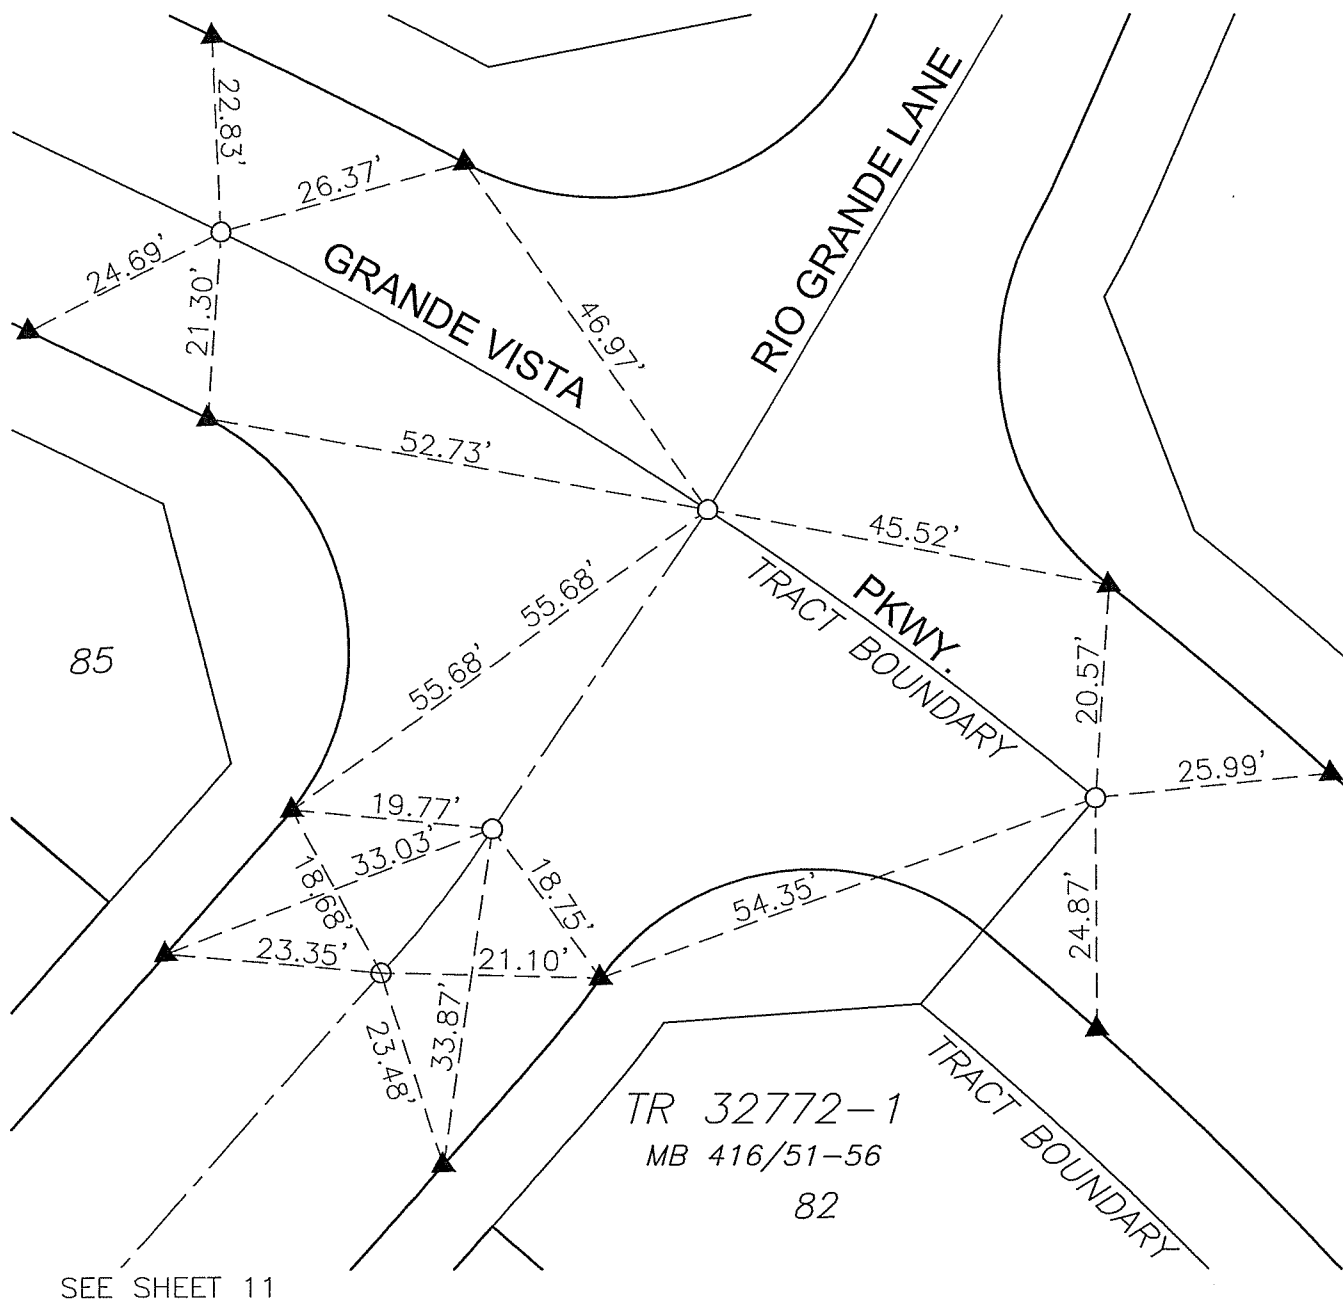 22.83'
26.37'
24.69'
21.30'
GRANDE VISTA
46.97'
RIO GRANDE LANE
52.73'
45.52'
PKWY.
TRACT BOUNDARY
55.68'
55.68'
85
20.57'
25.99'
19.77'
33.03'
18.68'
18.75'
54.35'
24.87'
23.35'
21.10'
33.87'
23.48'
TR 32772-1
MB 416/51-56
82
TRACT BOUNDARY
SEE SHEET 11